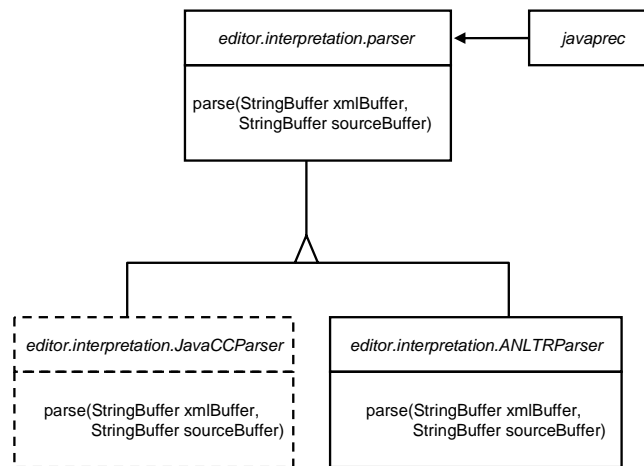 editor.interpretation.parser
javaprec
parse(StringBuffer xmlBuffer,
StringBuffer sourceBuffer)
editor.interpretation.JavaCCParser
parse(StringBuffer xmlBuffer,
StringBuffer sourceBuffer)
editor.interpretation.ANLTRParser
parse(StringBuffer xmlBuffer,
StringBuffer sourceBuffer)